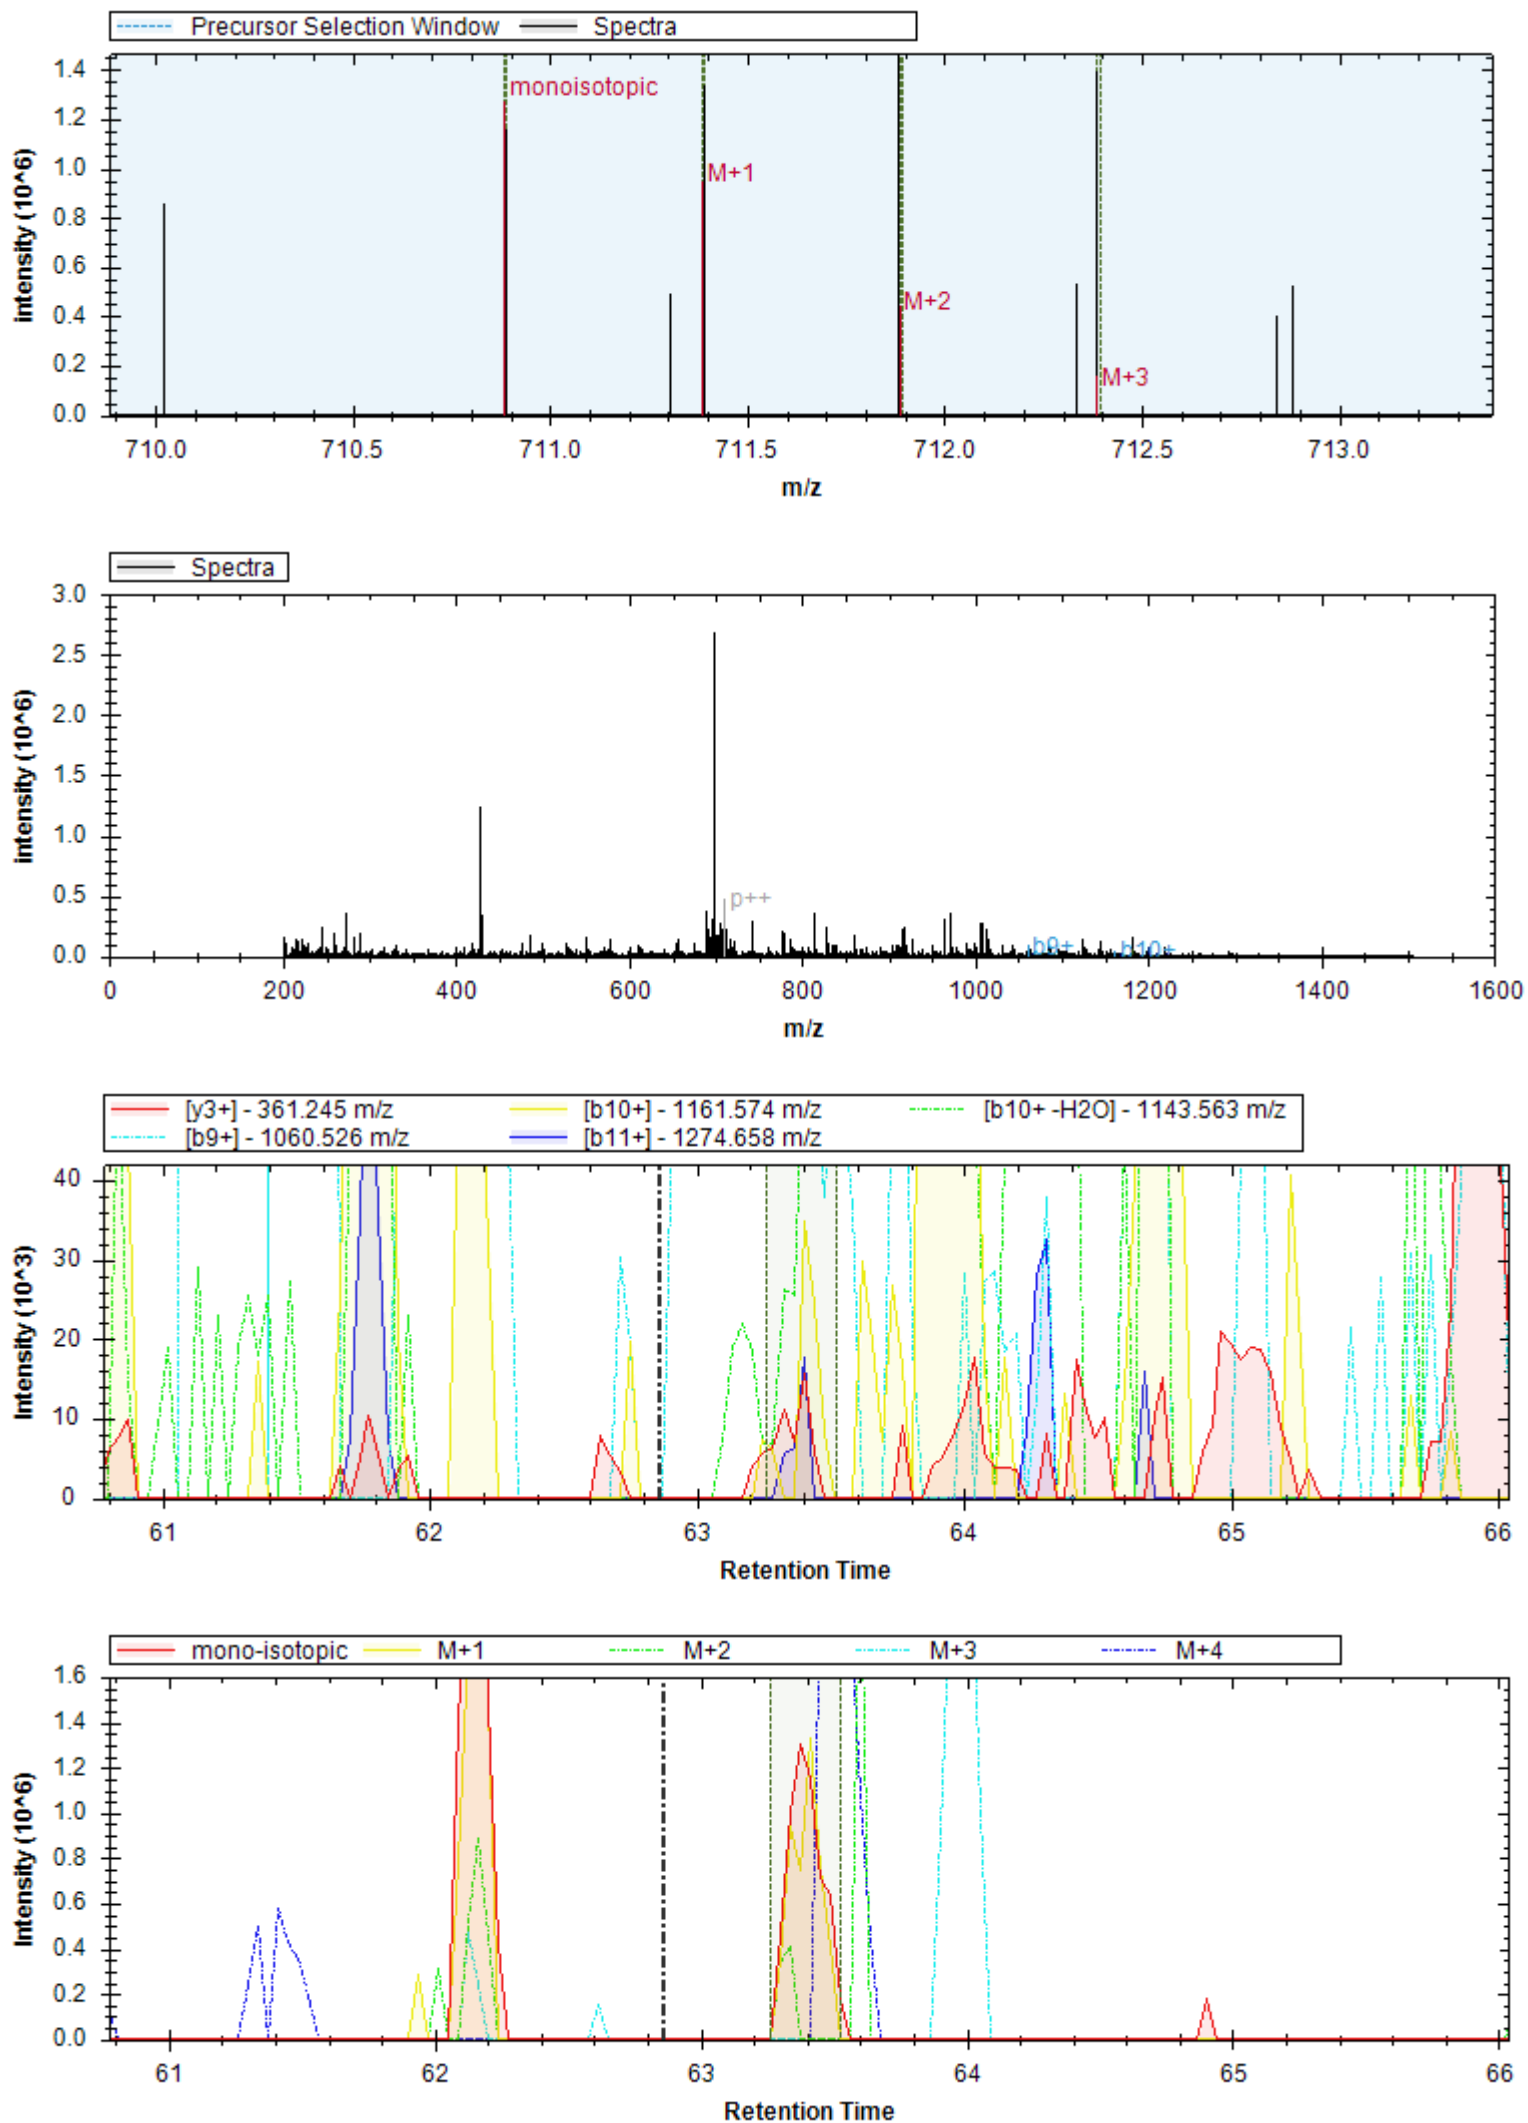 Precursor Selection Window Spectra
1.4
1.2
1.0
0.8
0.6
0.4
0.2
0.0
intensity (10^6)
monoisotopic
M+1
M+2
M+3
710.0 710.5 711.0 711.5 712.0 712.5 713.0
m/z
Spectra
3.0
2.5
2.0
1.5
1.0
0.5
0.0
intensity (10^6)
p++
b9+ b10+
0 200 400 600 800 1000 1200 1400 1600
m/z
[y3+] - 361.245 m/z [b10+] - 1161.574 m/z [b10+ -H2O] - 1143.563 m/z
[b9+] - 1060.526 m/z [b11+] - 1274.658 m/z
40
30
20
10
0
Intensity (10^3)
61 62 63 64 65 66
Retention Time
mono-isotopic M+1 M+2 M+3 M+4
1.6
1.4
1.2
1.0
0.8
0.6
0.4
0.2
0.0
Intensity (10^6)
61 62 63 64 65 66
Retention Time